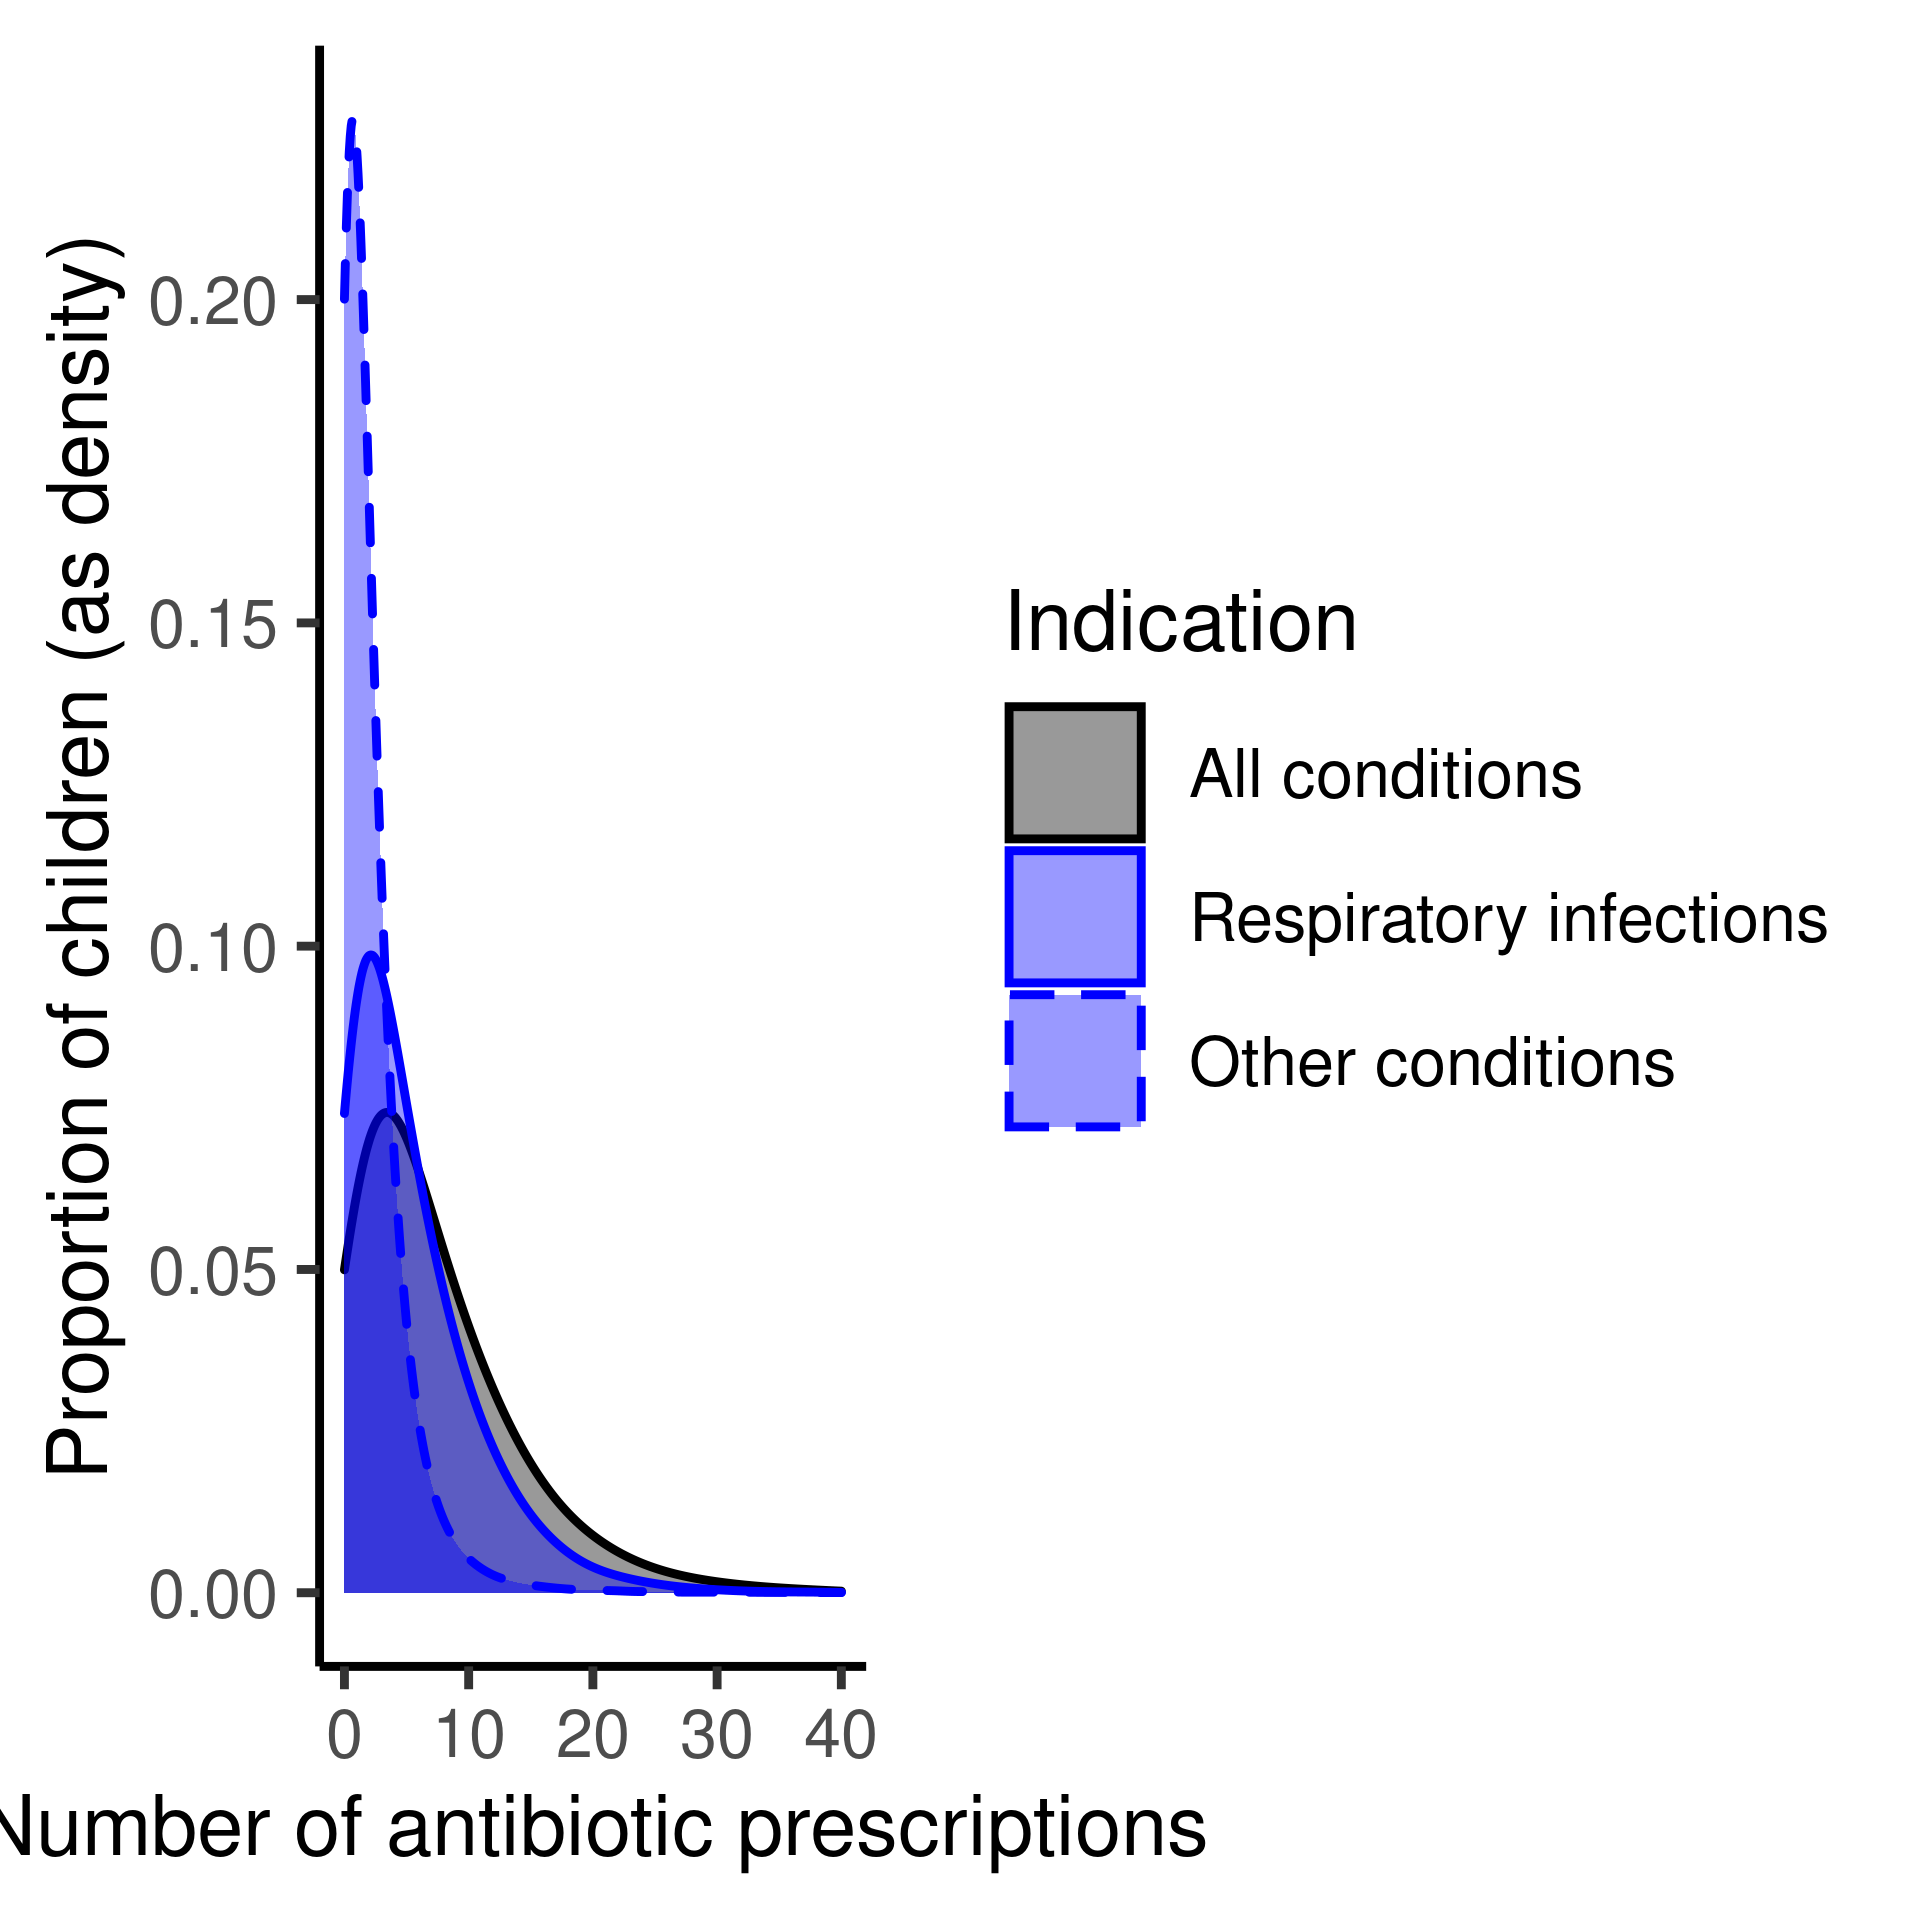 Proportion of children (as density)
0.20
0.15
0.10
0.05
0.00
0 10 20 30 40
Number of antibiotic prescriptions
Indication
All conditions
Respiratory infections
Other conditions